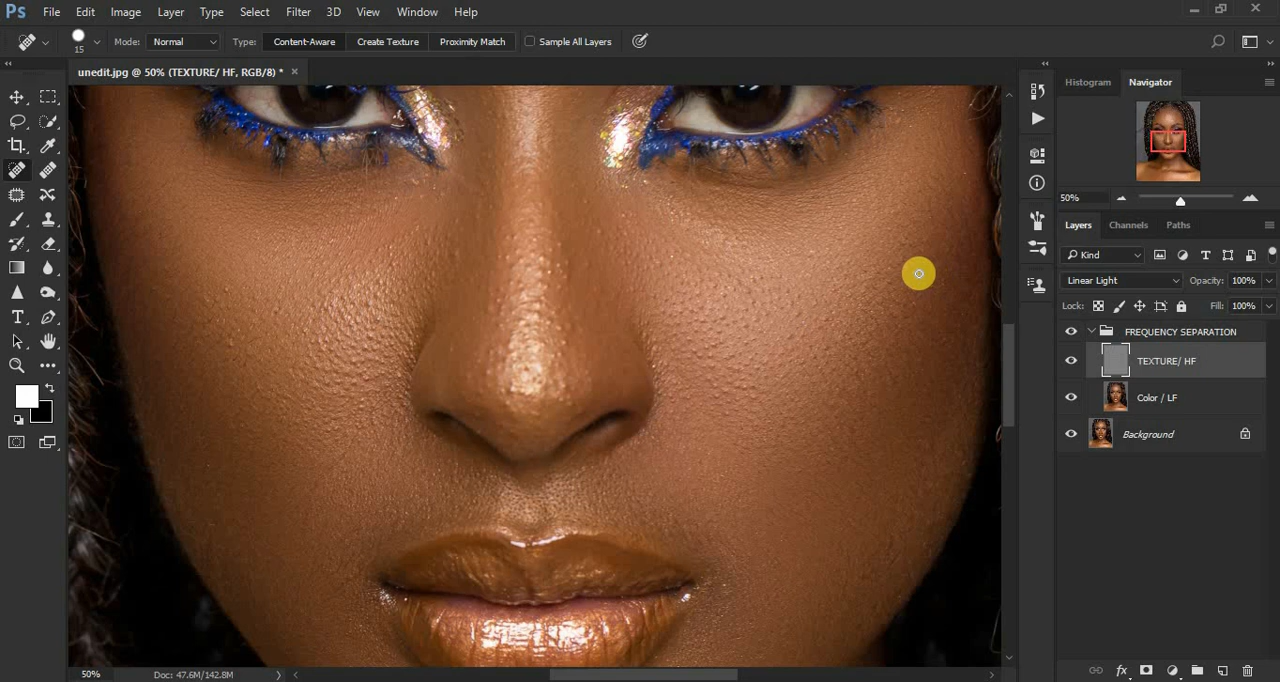 Ps File Edit Image Layer Type Select Filter 3D View Window Help
15 Mode: Normal Type: Content-Aware Create Texture Proximity Match Sample All Layers
unedit.jpg @ 50% (TEXTURE/ HF, RGB/8) * ×
Histogram Navigator
50%
Layers Channels Paths
Kind
Linear Light Opacity: 100%
Lock: Fill: 100%
FREQUENCY SEPARATION
TEXTURE/ HF
Color / LF
Background
50% Doc: 47.6M/142.8M